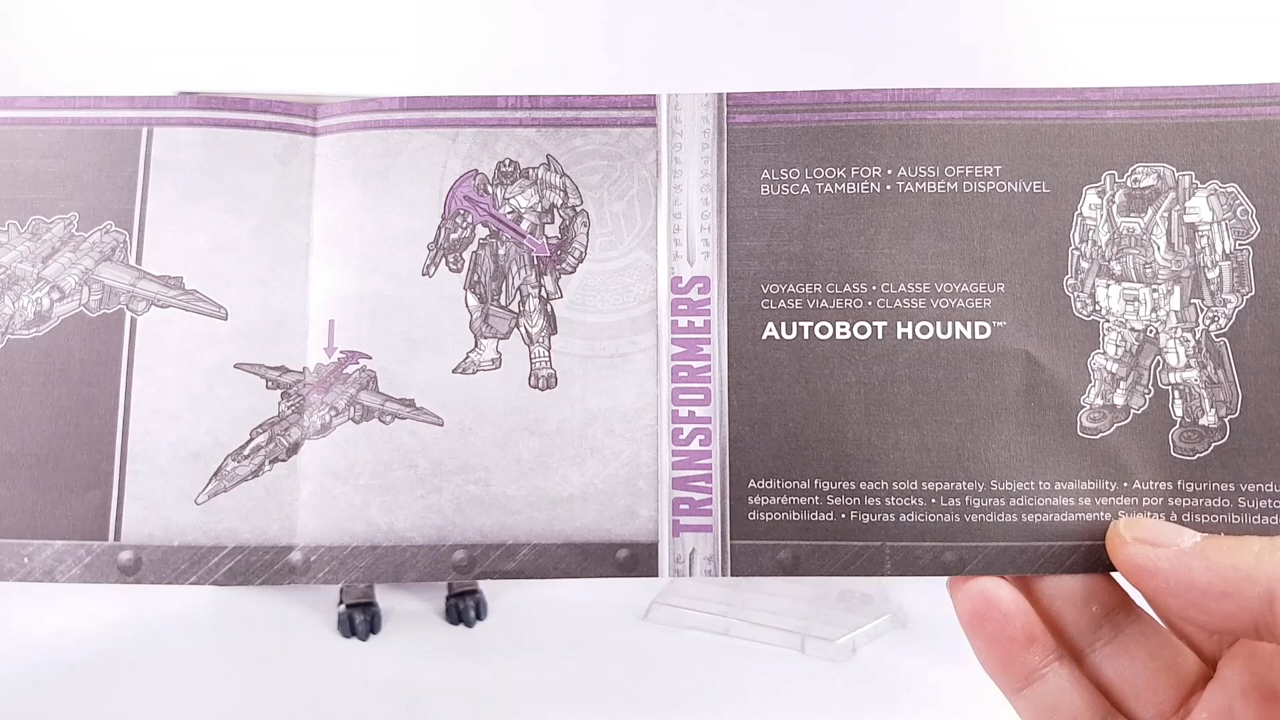 TRANSFORMERS
ALSO LOOK FOR • AUSSI OFFERT
BUSCA TAMBIÉN • TAMBÉM DISPONÍVEL
VOYAGER CLASS • CLASSE VOYAGEUR
CLASE VIAJERO • CLASSE VOYAGER
AUTOBOT HOUND™*
Additional figures each sold separately. Subject to availability. • Autres figurines vendu
séparément. Selon les stocks. • Las figuras adicionales se venden por separado. Sujeto
disponibilidad. • Figuras adicionais vendidas separadamente. Sujeitas à disponibilidad